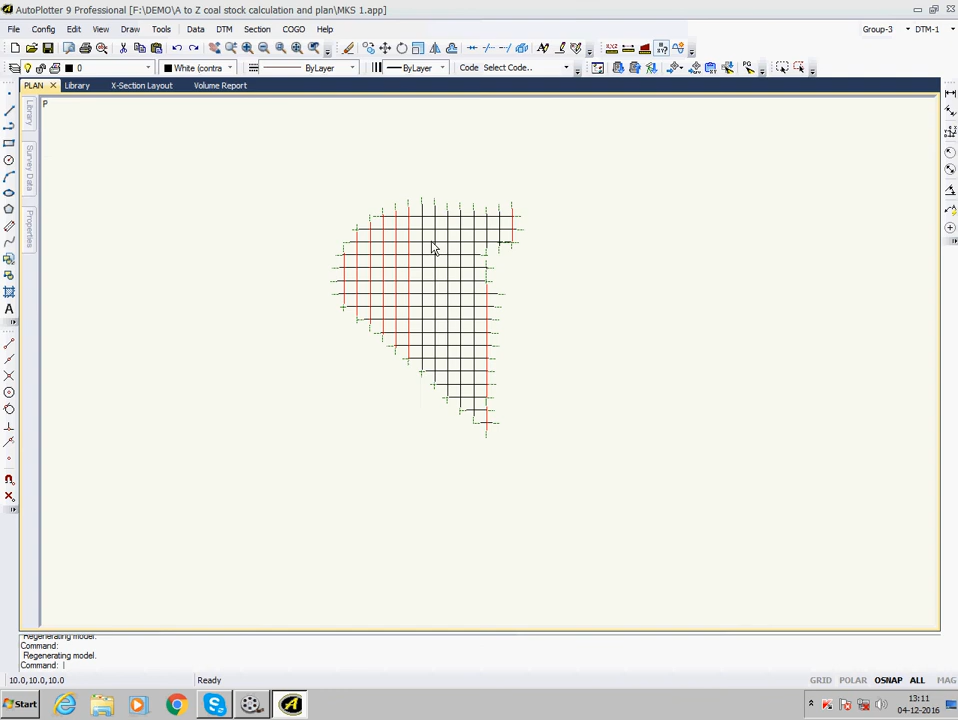 AutoPlotter 9 Professional [F:\DEMO\A to Z coal stock calculation and plan\MKS 1.app]
File Config Edit View Draw Tools Data DTM Section COGO Help Group-3 DTM-1
0 White (contra ByLayer ByLayer Code Select Code..
PLAN Library X-Section Layout Volume Report
P
Library
Survey Data
Properties
Regenerating model.
Command:
Regenerating model.
Command:
10.0,10.0,10.0 Ready GRID POLAR OSNAP ALL MAG
Start
13:11
04-12-2016